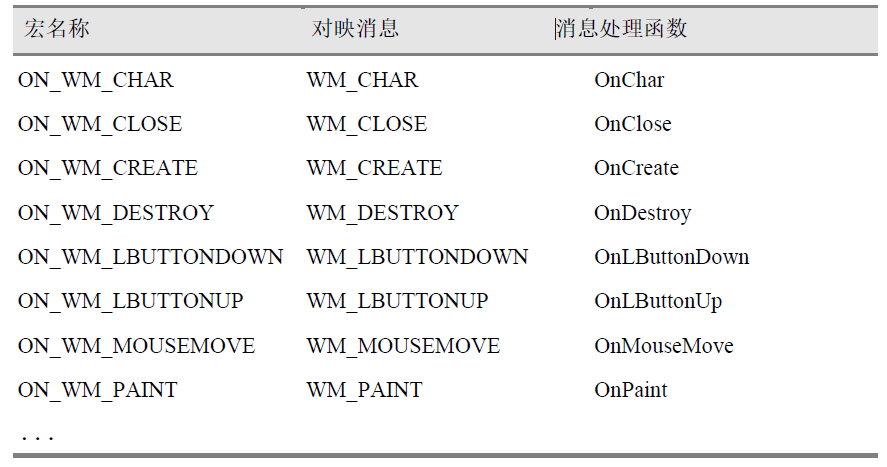 宏名称 对映消息 消息处理函数
ON_WM_CHAR WM_CHAR OnChar
ON_WM_CLOSE WM_CLOSE OnClose
ON_WM_CREATE WM_CREATE OnCreate
ON_WM_DESTROY WM_DESTROY OnDestroy
ON_WM_LBUTTONDOWN WM_LBUTTONDOWN OnLButtonDown
ON_WM_LBUTTONUP WM_LBUTTONUP OnLButtonUp
ON_WM_MOUSEMOVE WM_MOUSEMOVE OnMouseMove
ON_WM_PAINT WM_PAINT OnPaint
...